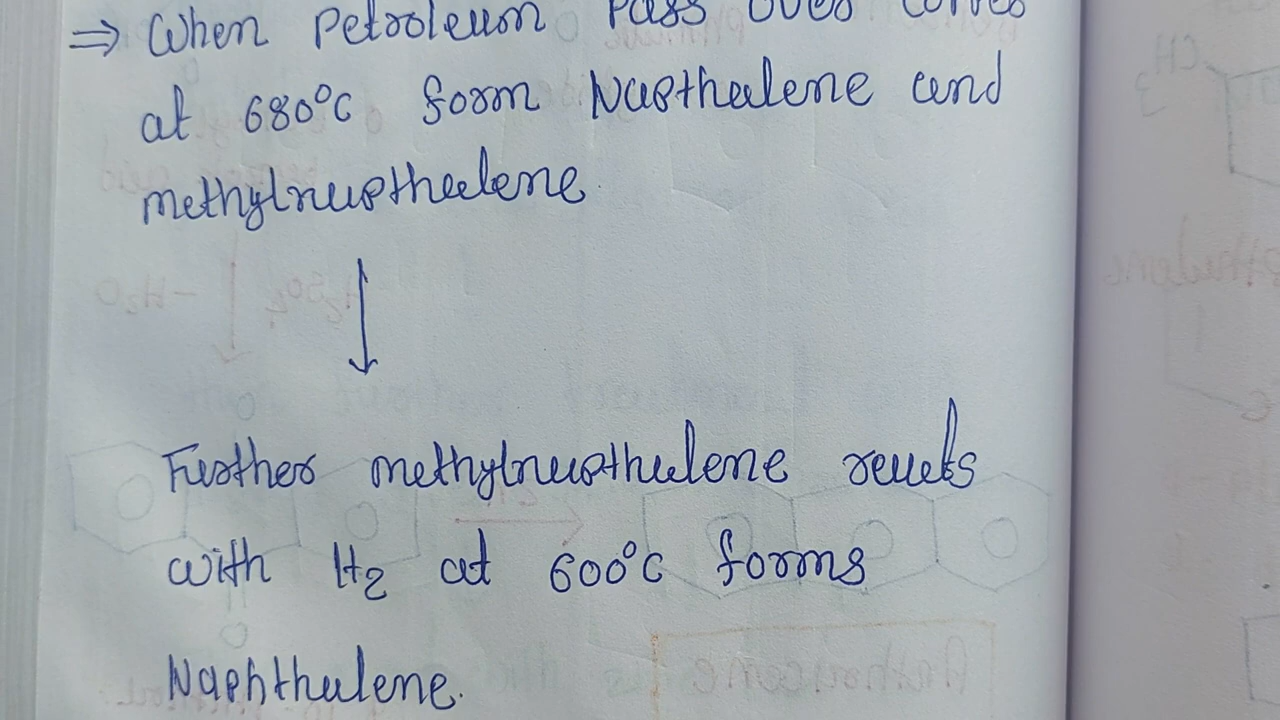 ⇒ When Petroleum Pass over
at 680°C form Napthalene and
methylnapthalene.
Further methylnapthalene reacts
with H2 at 600°C forms
Naphthalene.